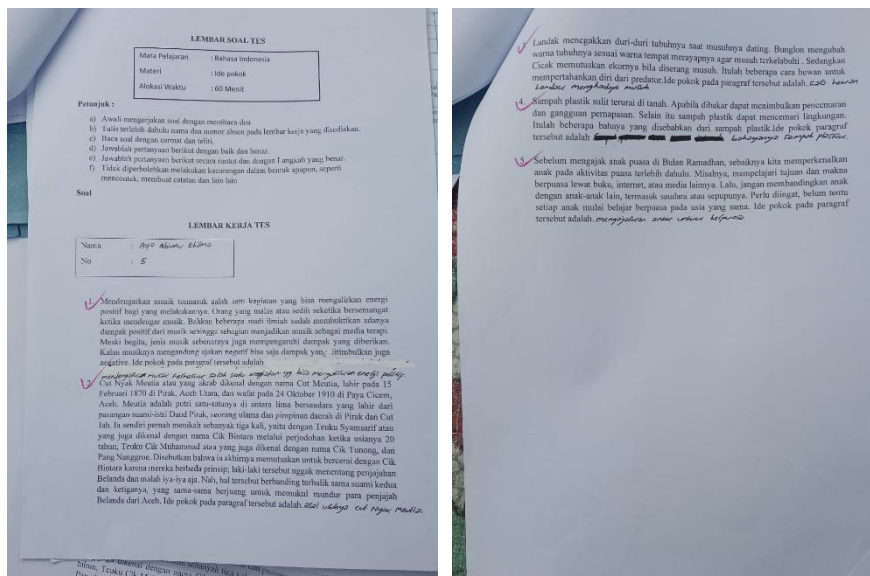 LEMBAR SOAL TES
Mata Pelajaran : Bahasa Indonesia
Materi : Ide pokok
Alokasi Waktu : 60 Menit
Petunjuk :
a) Awali mengerjakan soal dengan membaca doa
b) Tulis terlebih dahulu nama dan nomor absen pada lembar kerja yang disediakan.
c) Baca soal dengan cermat dan teliti.
d) Jawablah pertanyaan berikut dengan baik dan benar.
e) Jawablah pertanyaan berikut secara runtut dan dengan Langkah yang benar.
f) Tidak diperbolehkan melakukan kecurangan dalam bentuk apapun, seperti
mencontek, membuat catatan dan lain lain
Soal
LEMBAR KERJA TES
Nama :
No : 5
1. Mendengarkan musik termasuk salah satu kegiatan yang bisa mengalirkan energi
positif bagi yang melakukannya. Orang yang malas atau sedih seketika bersemangat
ketika mendengar musik. Bahkan beberapa studi ilmiah sudah membuktikan adanya
dampak positif dari musik sehingga sebagian menjadikan musik sebagai media terapi.
Meski begitu, jenis musik sebenarnya juga mempengaruhi dampak yang diberikan.
Kalau musiknya mengandung ajakan negatif bisa saja dampak yang ditimbulkan juga
negative. Ide pokok pada paragraf tersebut adalah
mendengarkan musik termasuk salah satu kegiatan yg bisa mengalirkan energi positif
2. Cut Nyak Meutia atau yang akrab dikenal dengan nama Cut Meutia, lahir pada 15
Februari 1870 di Pirak, Aceh Utara, dan wafat pada 24 Oktober 1910 di Paya Cicem,
Aceh. Meutia adalah putri satu-satunya di antara lima bersaudara yang lahir dari
pasangan suami-istri Daud Pirak, seorang ulama dan pimpinan daerah di Pirak dan Cut
Jah. Ia sendiri pernah menikah sebanyak tiga kali, yaitu dengan Teuku Syamsarif atau
yang juga dikenal dengan nama Cik Bintara melalui perjodohan ketika usianya 20
tahun, Teuku Cik Muhammad atau yang juga dikenal dengan nama Cik Tunong, dan
Pang Nanggroe. Disebutkan bahwa ia akhirnya memutuskan untuk bercerai dengan Cik
Bintara karena mereka berbeda prinsip; laki-laki tersebut nggak menentang penjajahan
Belanda dan malah iya-iya aja. Nah, hal tersebut berbanding terbalik sama suami kedua
dan ketiganya, yang sama-sama berjuang untuk memukul mundur para penjajah
Belanda dari Aceh. Ide pokok pada paragraf tersebut adalah asal usulnya cut Nyak Meutia.
3. Landak menegakkan duri-duri tubuhnya saat musuhnya dating. Bunglon mengubah
warna tubuhnya sesuai warna tempat merayapnya agar musuh terkelabuhi . Sedangkan
Cicak memutuskan ekornya bila diserang musuh. Itulah beberapa cara hewan untuk
mempertahankan diri dari predator.Ide pokok pada paragraf tersebut adalah. cara hewan
Landak menghadapi musuh
4. Sampah plastik sulit terurai di tanah. Apabila dibakar dapat menimbulkan pencemaran
dan gangguan pernapasan. Selain itu sampah plastik dapat mencemari lingkungan.
Itulah beberapa bahaya yang disebabkan dari sampah plastik.Ide pokok paragraf
tersebut adalah bahayanya sampah plastik.
5. Sebelum mengajak anak puasa di Bulan Ramadhan, sebaiknya kita memperkenalkan
anak pada aktivitas puasa terlebih dahulu. Misalnya, mempelajari tujuan dan makna
berpuasa lewat buku, internet, atau media lainnya. Lalu, jangan membandingkan anak
dengan anak-anak lain, termasuk saudara atau sepupunya. Perlu diingat, belum tentu
setiap anak mulai belajar berpuasa pada usia yang sama. Ide pokok pada paragraf
tersebut adalah. mengajarkan untuk berpuasa